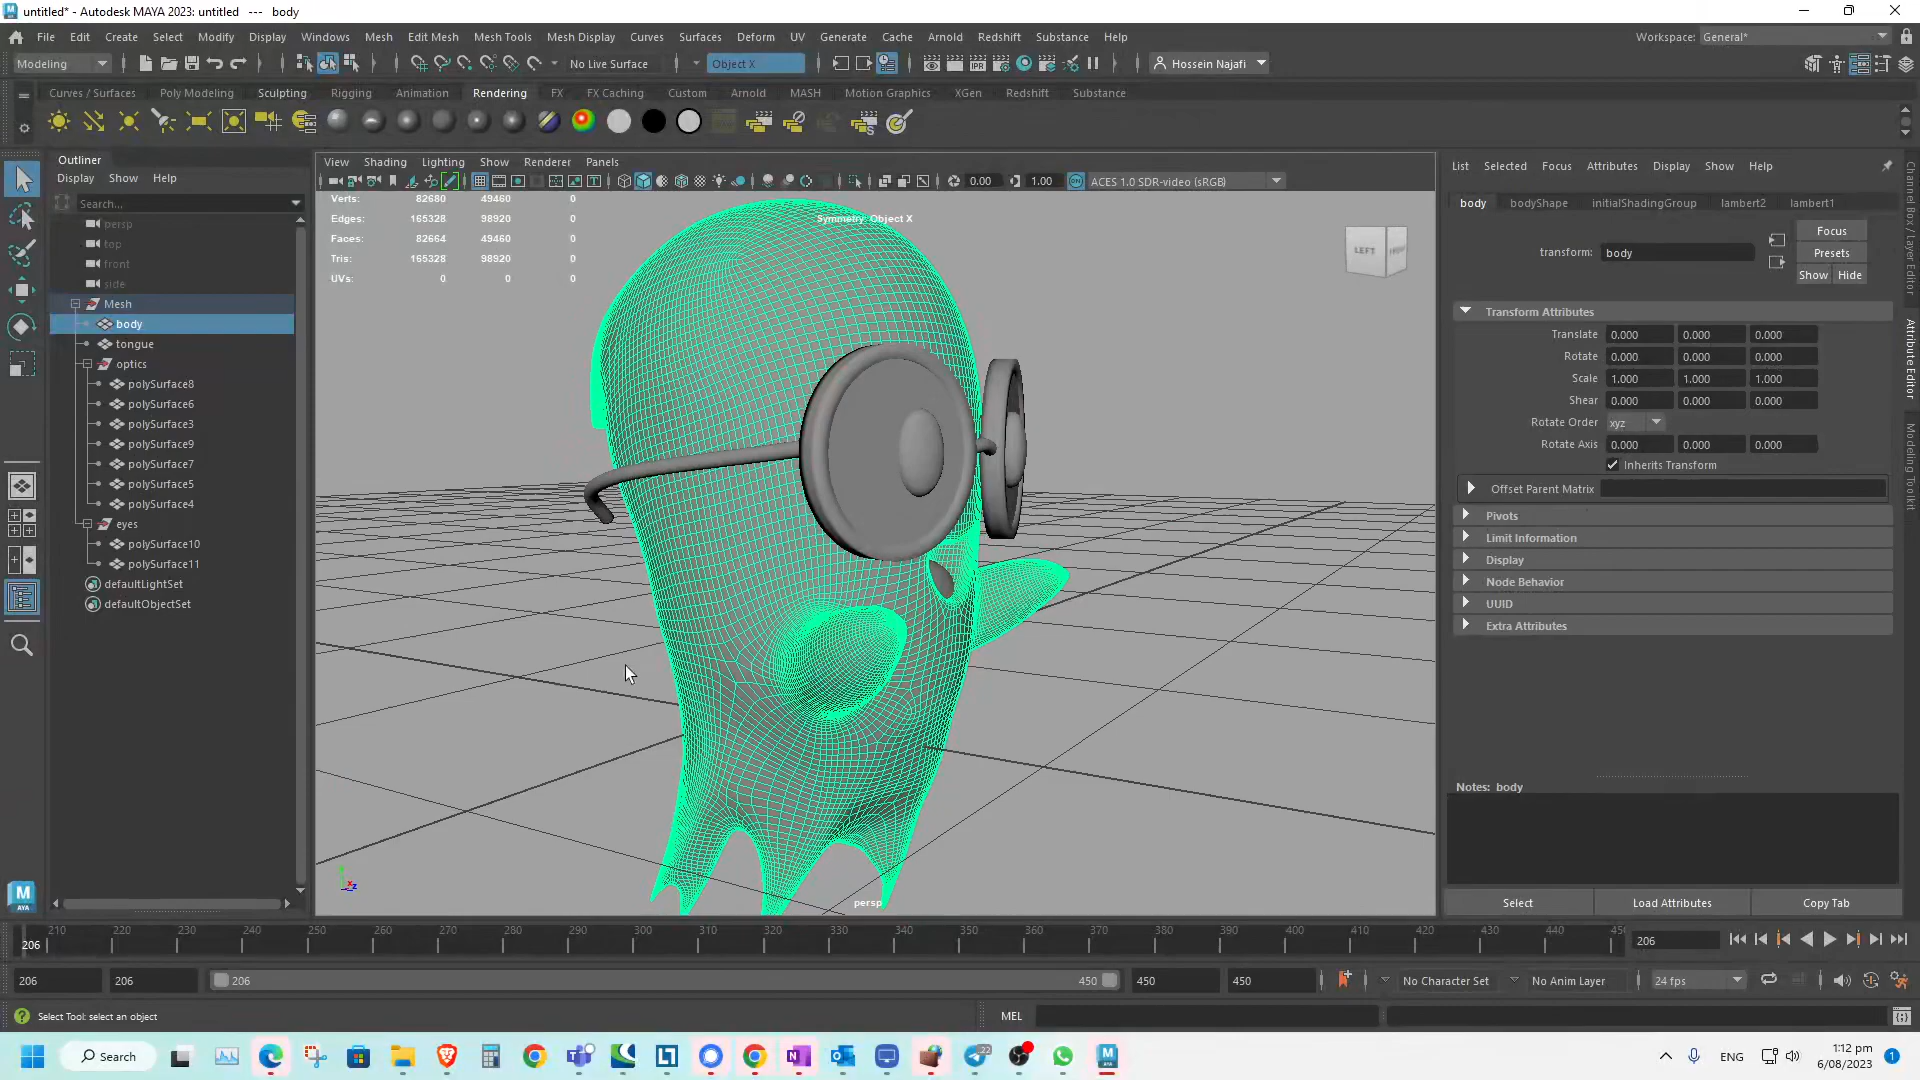 untitled* - Autodesk MAYA 2023: untitled --- body
File Edit Create Select Modify Display Windows Mesh Edit Mesh Mesh Tools Mesh Display Curves Surfaces Deform UV Generate Cache Arnold Redshift Substance Help
Workspace: General*
Modeling
No Live Surface
Object X
Hossein Najafi
Curves / Surfaces Poly Modeling Sculpting Rigging Animation Rendering FX FX Caching Custom Arnold MASH Motion Graphics XGen Redshift Substance
Outliner
Display Show Help
Search...
persp
top
front
side
Mesh
body
tongue
optics
polySurface8
polySurface6
polySurface3
polySurface9
polySurface7
polySurface5
polySurface4
eyes
polySurface10
polySurface11
defaultLightSet
defaultObjectSet
View Shading Lighting Show Renderer Panels
0.00 1.00 ACES 1.0 SDR-video (sRGB)
Verts: 82680 49460 0
Edges: 165328 98920 0
Faces: 82664 49460 0
Tris: 165328 98920 0
UVs: 0 0 0
Symmetry: Object X
LEFT
persp
List Selected Focus Attributes Display Show Help
body bodyShape initialShadingGroup lambert2 lambert1
transform: body
Focus
Presets
Show Hide
Transform Attributes
Translate 0.000 0.000 0.000
Rotate 0.000 0.000 0.000
Scale 1.000 1.000 1.000
Shear 0.000 0.000 0.000
Rotate Order xyz
Rotate Axis 0.000 0.000 0.000
Inherits Transform
Offset Parent Matrix
Pivots
Limit Information
Display
Node Behavior
UUID
Extra Attributes
Notes: body
Select Load Attributes Copy Tab
Channel Box / Layer Editor
Attribute Editor
Modeling Toolkit
210 220 230 240 250 260 270 280 290 300 310 320 330 340 350 360 370 380 390 400 410 420 430 440
206
206
206 206 206 450 450 450 No Character Set No Anim Layer 24 fps
Select Tool: select an object
MEL
Search
ENG
1:12 pm
6/08/2023